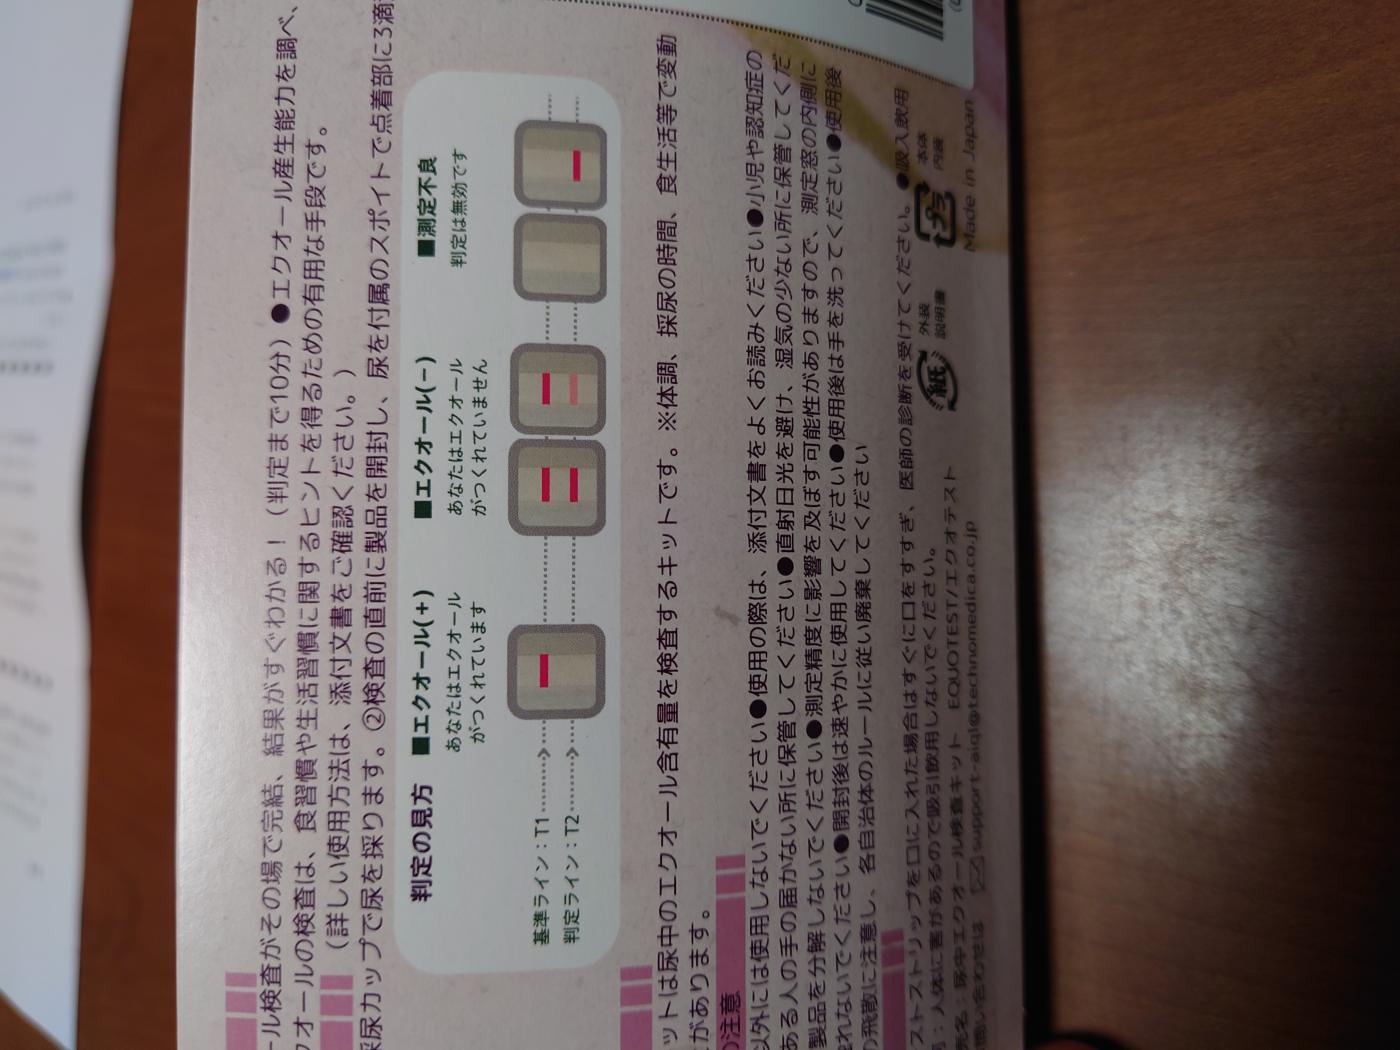 ール検査がその場で完結、結果がすぐわかる！（判定まで10分）●エクオール産生能力を調べ、
クオールの検査は、食習慣や生活習慣に関するヒントを得るための有用な手段です。
（詳しい使用方法は、添付文書をご確認ください。）
採尿カップで尿を採ります。②検査の直前に製品を開封し、尿を付属のスポイトで点着部に3滴
判定の見方
■エクオール(+)
あなたはエクオール
がつくれています
■エクオール(−)
あなたはエクオール
がつくれていません
■測定不良
判定は無効です
基準ライン：T1
判定ライン：T2
ットは尿中のエクオール含有量を検査するキットです。※体調、採尿の時間、食生活等で変動
があります。
の注意
以外には使用しないでください●使用の際は、添付文書をよくお読みください●小児や認知症の
ある人の手の届かない所に保管してください●直射日光を避け、湿気の少ない所に保管してくだ
製品を分解しないでください●測定精度に影響を及ぼす可能性がありますので、測定窓の内側に
触れないでください●開封後は速やかに使用してください●使用後は手を洗ってください●使用後
の飛散に注意し、各自治体のルールに従い廃棄してください
ストストリップを口に入れた場合はすぐに口をすすぎ、医師の診断を受けてください。●吸入飲用
：人体に害があるので吸引飲用しないでください。
売名：尿中エクオール検査キット EQUOTEST/エクオテスト
問い合わせは support-aiql@technomedica.co.jp
紙
外装
説明書
プラ
本体
内装
Made in Japan